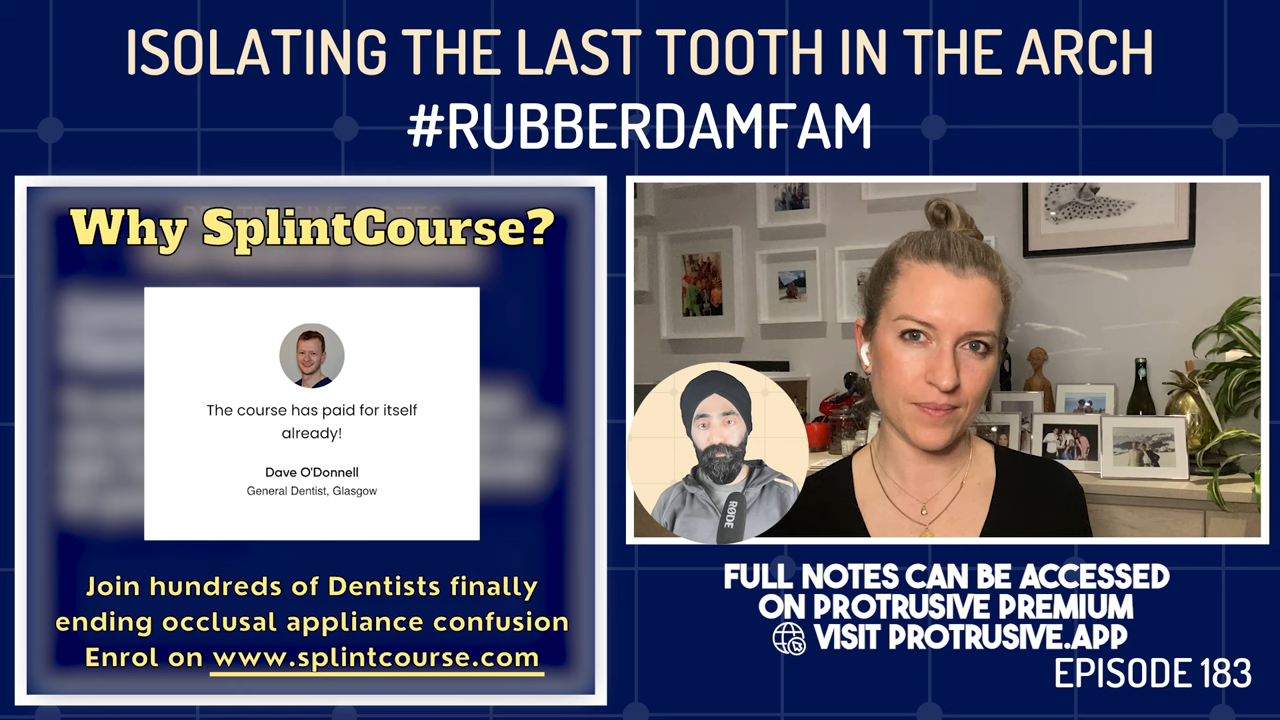 ISOLATING THE LAST TOOTH IN THE ARCH
#RUBBERDAMFAM
Why SplintCourse?
The course has paid for itself
already!
Dave O'Donnell
General Dentist, Glasgow
Join hundreds of Dentists finally
ending occlusal appliance confusion
Enrol on www.splintcourse.com
RØDE
FULL NOTES CAN BE ACCESSED
ON PROTRUSIVE PREMIUM
VISIT PROTRUSIVE.APP
EPISODE 183